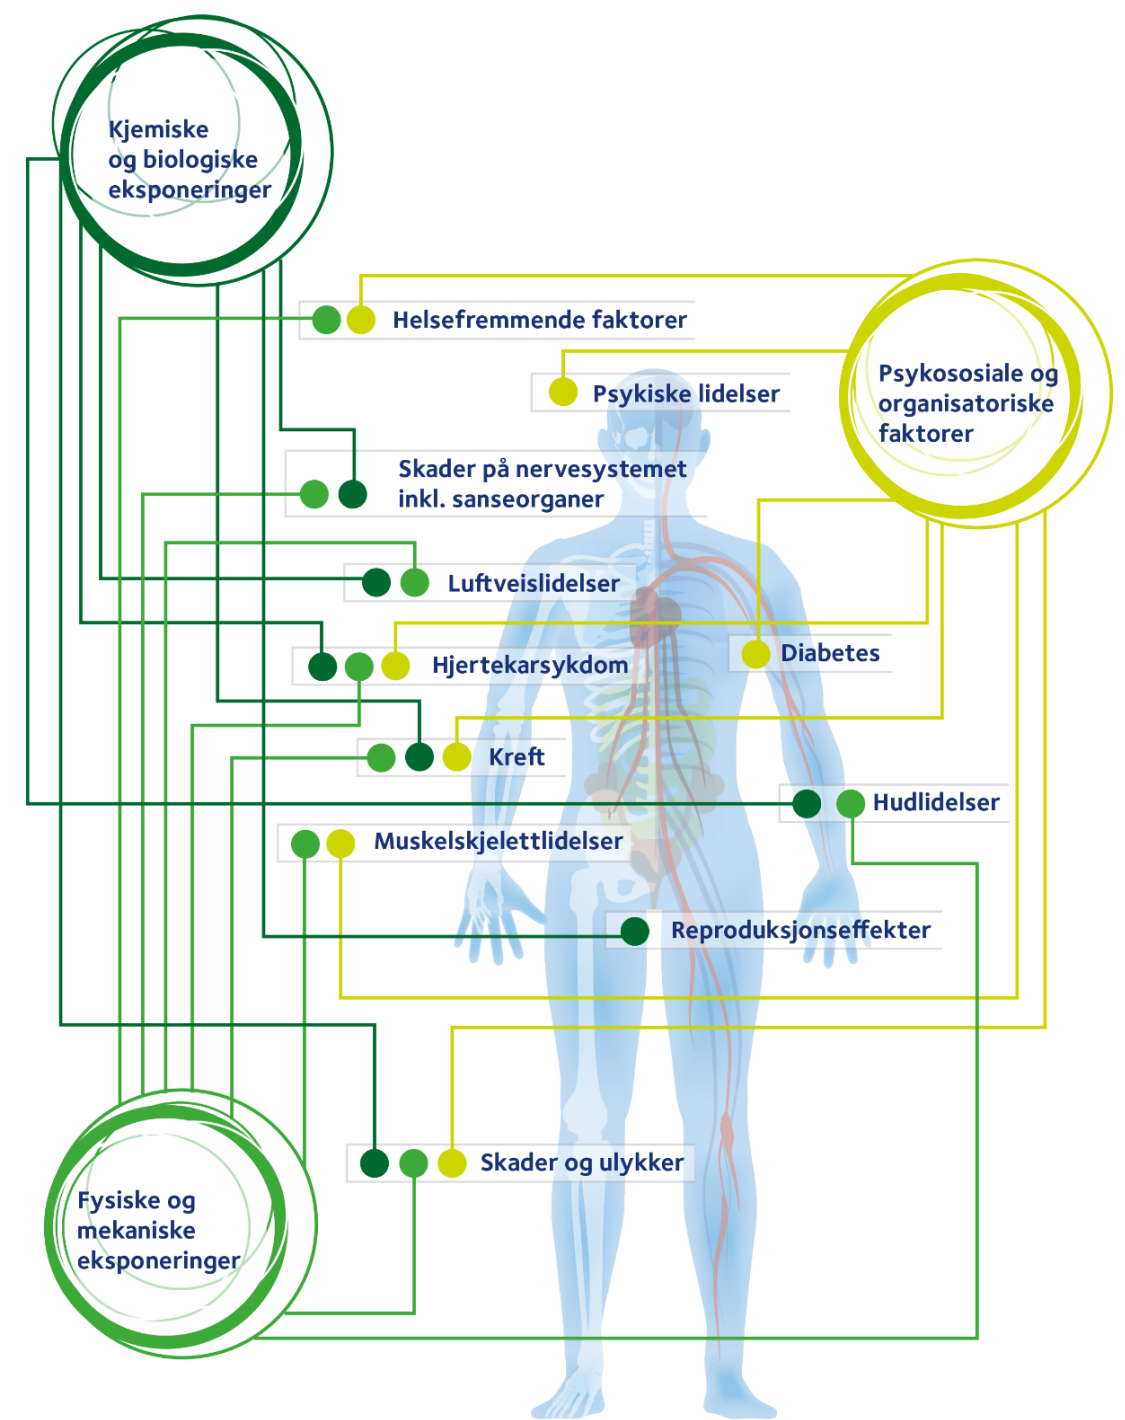 Kjemiske
og biologiske
eksponeringer
Helsefremmende faktorer
Psykososiale og
organisatoriske
faktorer
Psykiske lidelser
Skader på nervesystemet
inkl. sanseorganer
Luftveislidelser
Diabetes
Hjertekarsykdom
Kreft
Hudlidelser
Muskelskjelettlidelser
Reproduksjonseffekter
Skader og ulykker
Fysiske og
mekaniske
eksponeringer